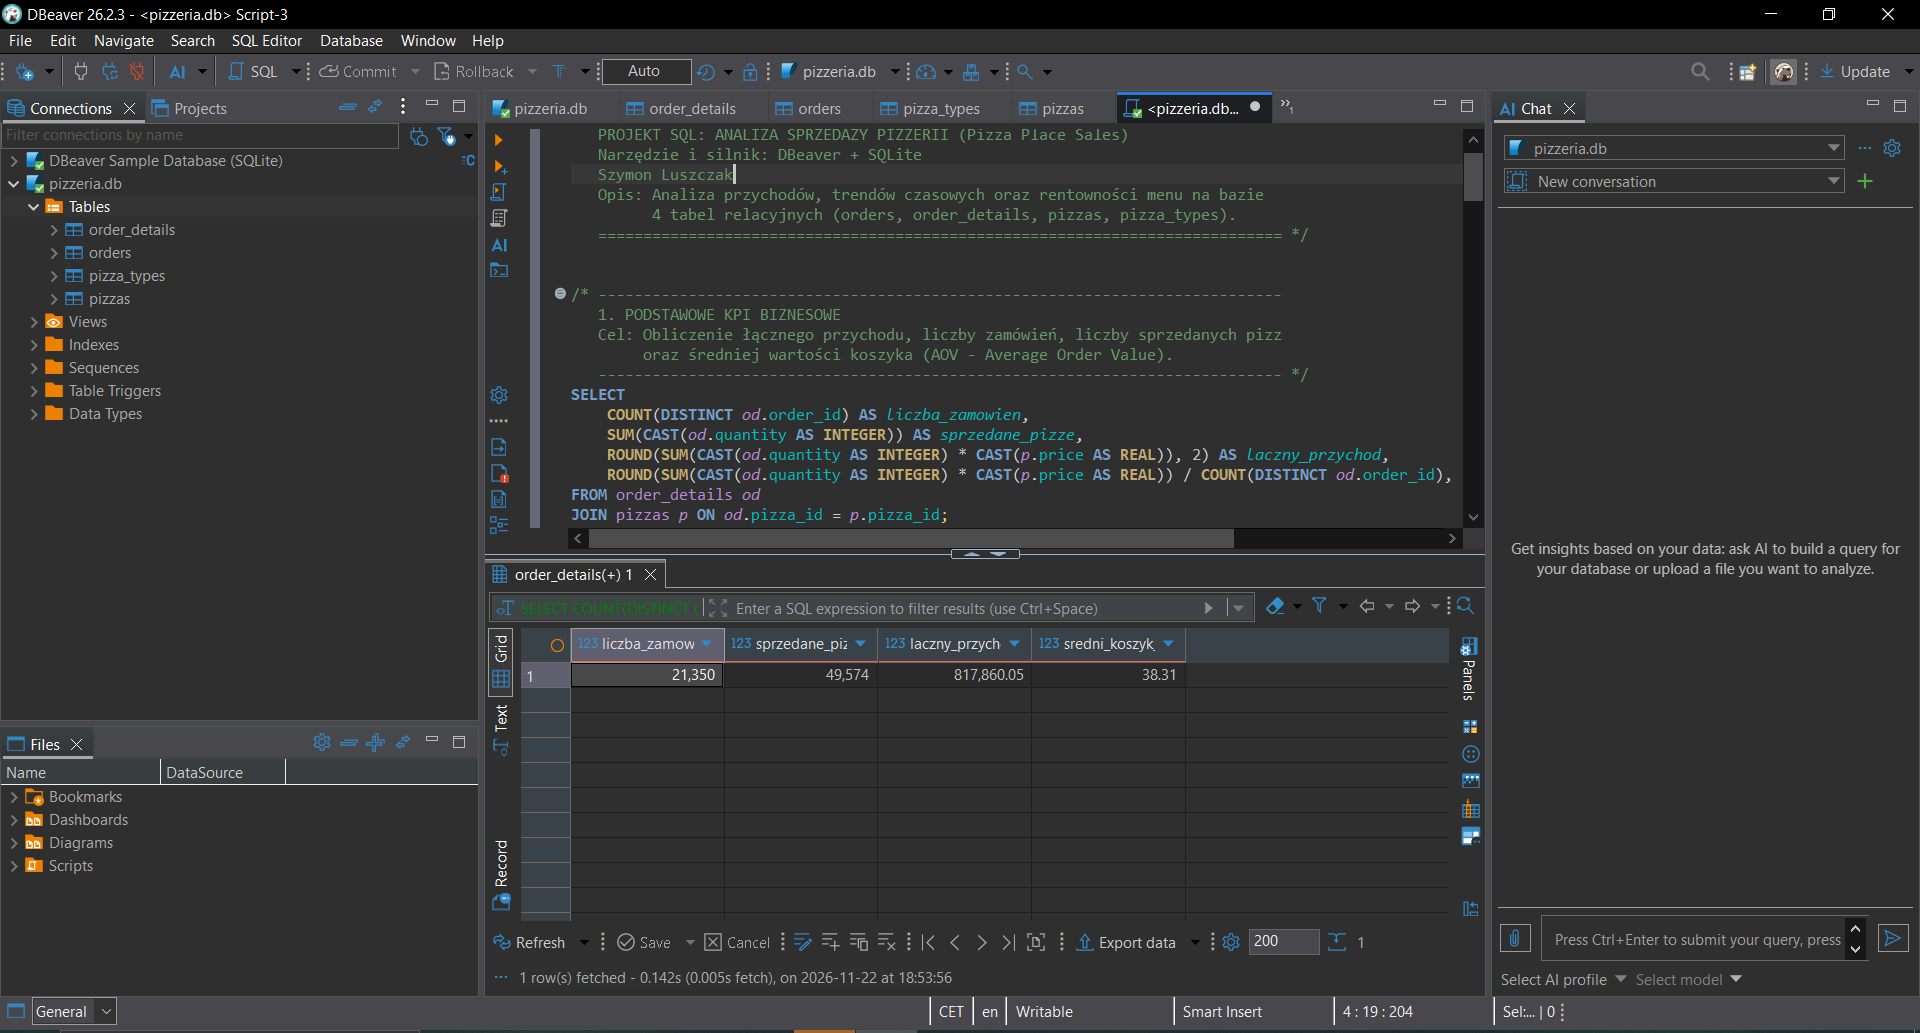 DBeaver 26.2.3 - <pizzeria.db> Script-3
File Edit Navigate Search SQL Editor Database Window Help
AI SQL Commit Rollback T Auto pizzeria.db Update
Connections Projects
Filter connections by name
DBeaver Sample Database (SQLite)
pizzeria.db
Tables
order_details
orders
pizza_types
pizzas
Views
Indexes
Sequences
Table Triggers
Data Types
Files
Name DataSource
Bookmarks
Dashboards
Diagrams
Scripts
pizzeria.db order_details orders pizza_types pizzas <pizzeria.db... »1
PROJEKT SQL: ANALIZA SPRZEDAZY PIZZERII (Pizza Place Sales)
Narzędzie i silnik: DBeaver + SQLite
Szymon Luszczak
Opis: Analiza przychodów, trendów czasowych oraz rentowności menu na bazie
4 tabel relacyjnych (orders, order_details, pizzas, pizza_types).
============================================================================ */
/* ----------------------------------------------------------------------------
1. PODSTAWOWE KPI BIZNESOWE
Cel: Obliczenie łącznego przychodu, liczby zamówień, liczby sprzedanych pizz
oraz średniej wartości koszyka (AOV - Average Order Value).
---------------------------------------------------------------------------- */
SELECT
COUNT(DISTINCT od.order_id) AS liczba_zamowien,
SUM(CAST(od.quantity AS INTEGER)) AS sprzedane_pizze,
ROUND(SUM(CAST(od.quantity AS INTEGER) * CAST(p.price AS REAL)), 2) AS laczny_przychod,
ROUND(SUM(CAST(od.quantity AS INTEGER) * CAST(p.price AS REAL)) / COUNT(DISTINCT od.order_id),
FROM order_details od
JOIN pizzas p ON od.pizza_id = p.pizza_id;
order_details(+) 1
SELECT COUNT(DISTINCT Enter a SQL expression to filter results (use Ctrl+Space)
Grid
Text
Record
123 liczba_zamow 123 sprzedane_piz 123 laczny_przych 123 sredni_koszyk
1 21,350 49,574 817,860.05 38.31
Panels
Refresh Save Cancel Export data 200 1
1 row(s) fetched - 0.142s (0.005s fetch), on 2026-11-22 at 18:53:56
AI Chat
pizzeria.db
New conversation
Get insights based on your data: ask AI to build a query for
your database or upload a file you want to analyze.
Press Ctrl+Enter to submit your query, press
Select AI profile Select model
General CET en Writable Smart Insert 4 : 19 : 204 Sel:... | 0